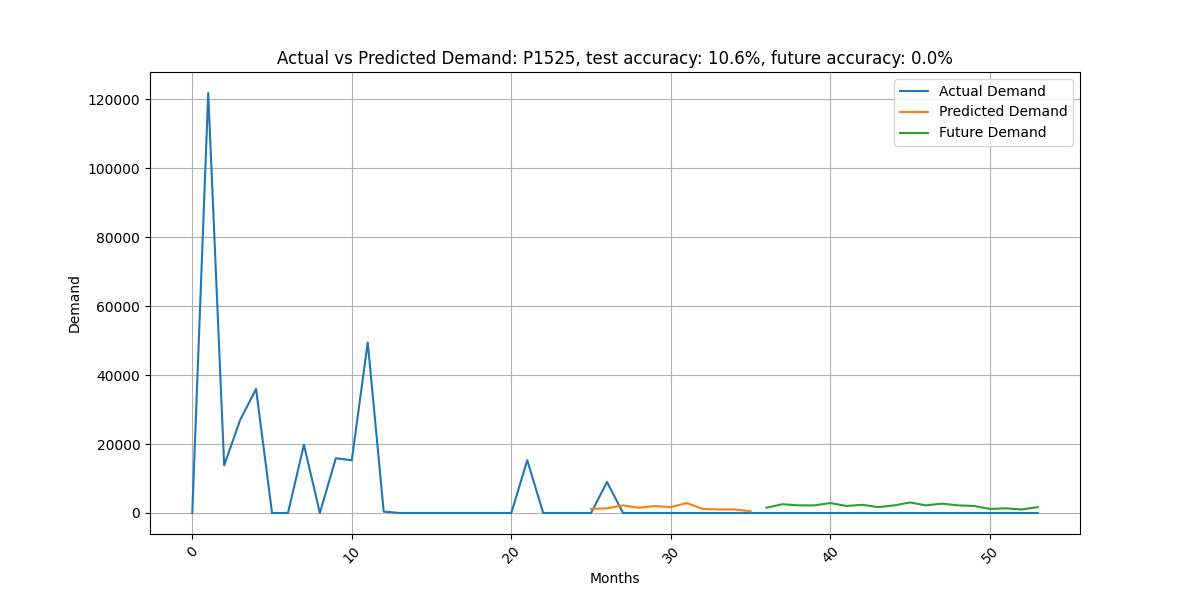 Actual vs Predicted Demand: P1525, test accuracy: 10.6%, future accuracy: 0.0%
Actual Demand
Predicted Demand
Future Demand
120000
100000
80000
60000
40000
20000
0
Demand
0 10 20 30 40 50
Months